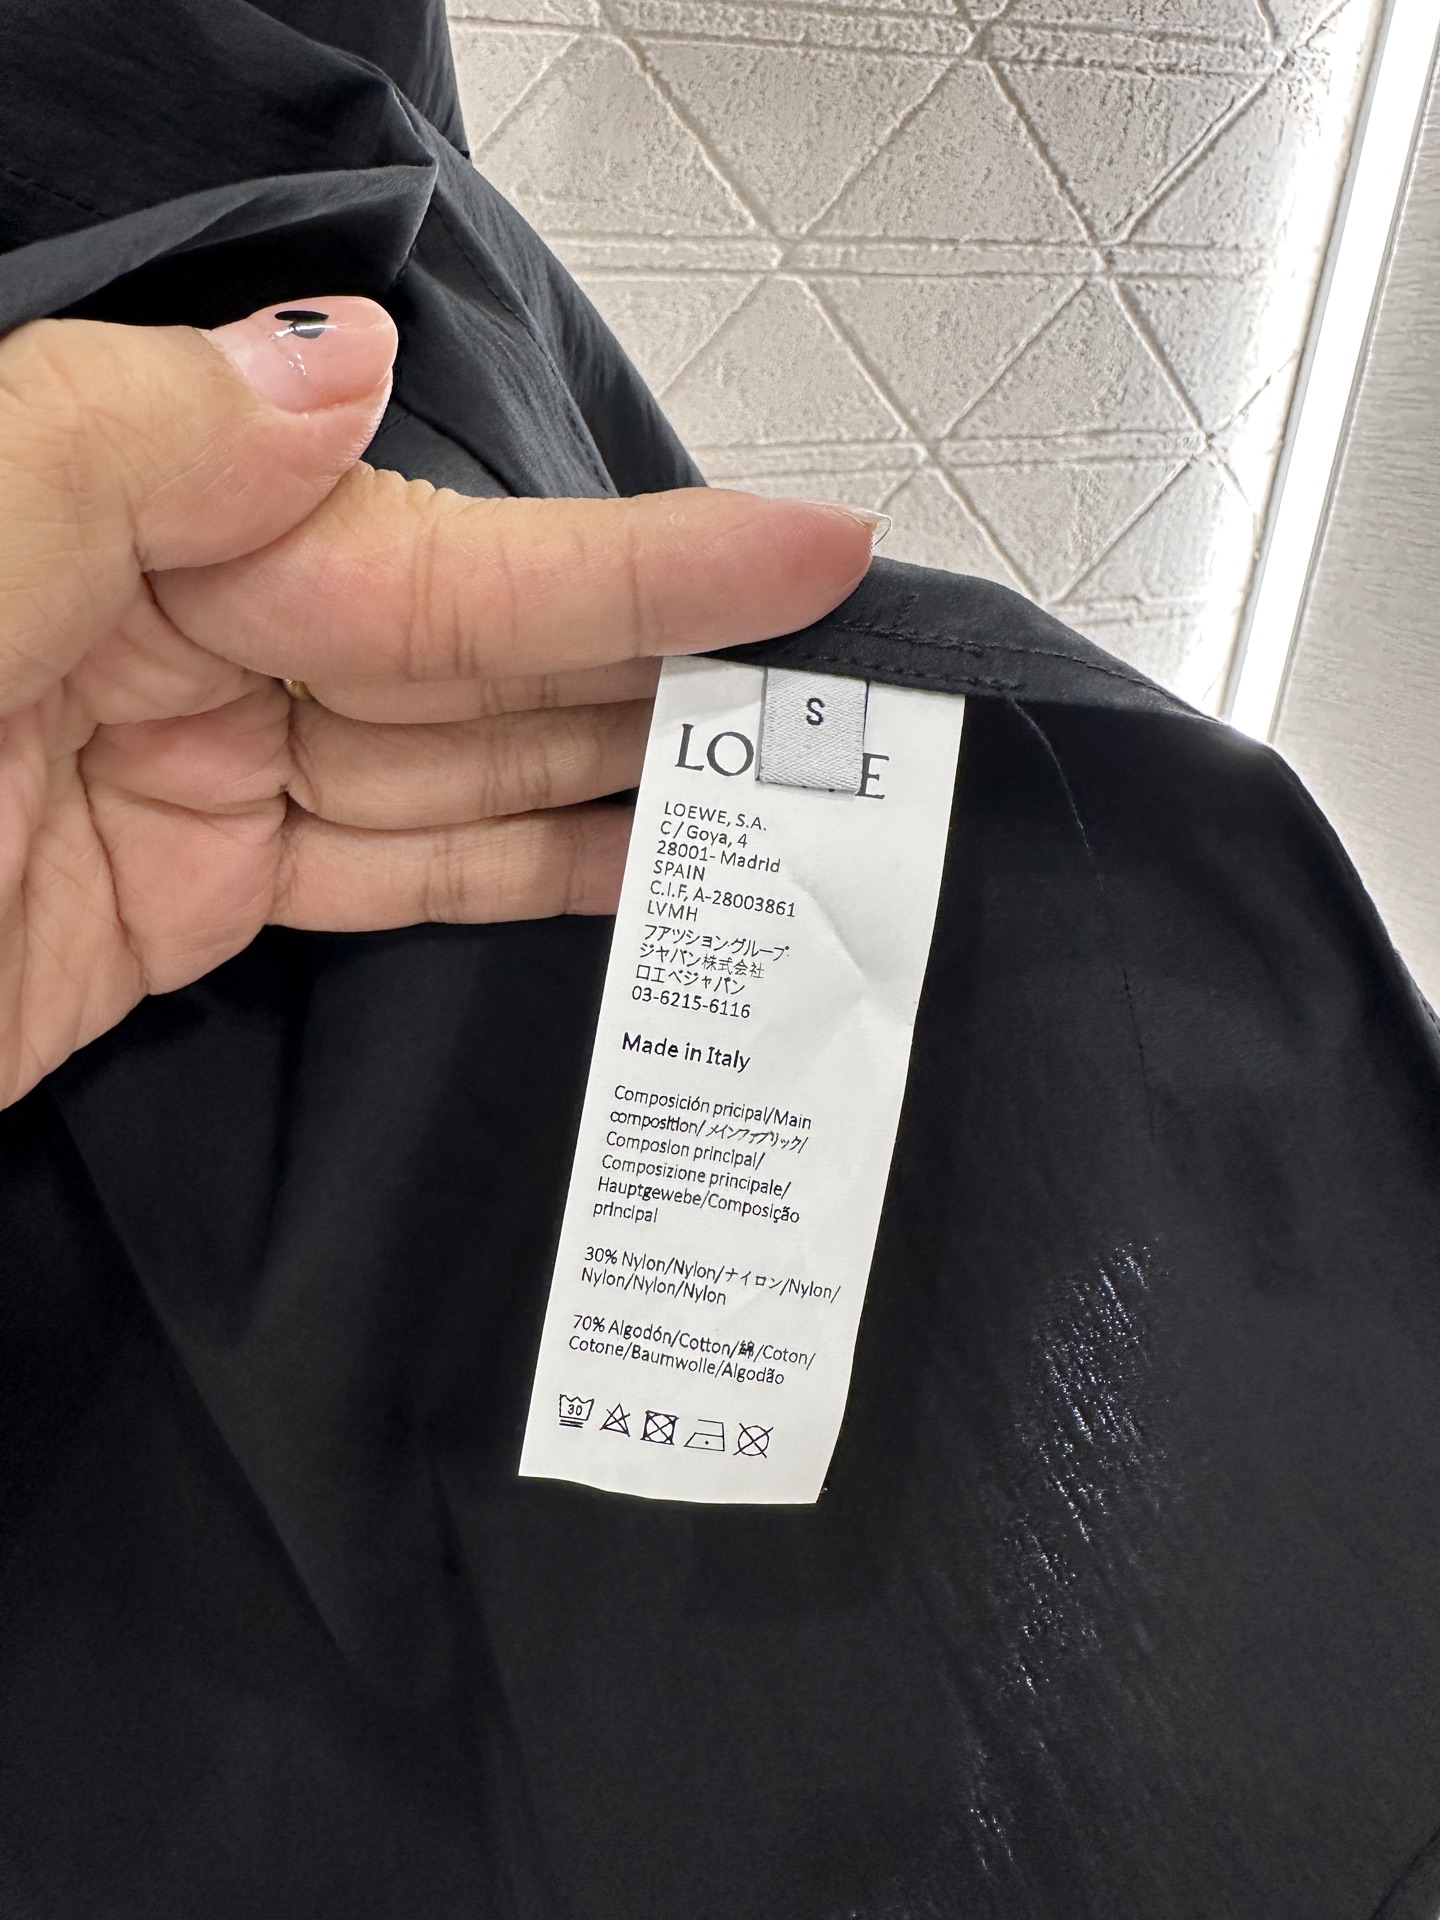 S
LO E
LOEWE, S.A.
C/Goya, 4
28001- Madrid
SPAIN
C.I.F, A-28003861
LVMH
フアツシヨン・グループ
ジヤパン株式会社
ロエベジャパン
03-6215-6116
Made in Italy
Composición pricipal/Main
composition/メインファブリック/
Composion principal/
Composizione principale/
Hauptgewebe/Composição
principal
30% Nylon/Nylon/ナイロン/Nylon/
Nylon/Nylon/Nylon
70% Algodón/Cotton/綿/Coton/
Cotone/Baumwolle/Algodão
30